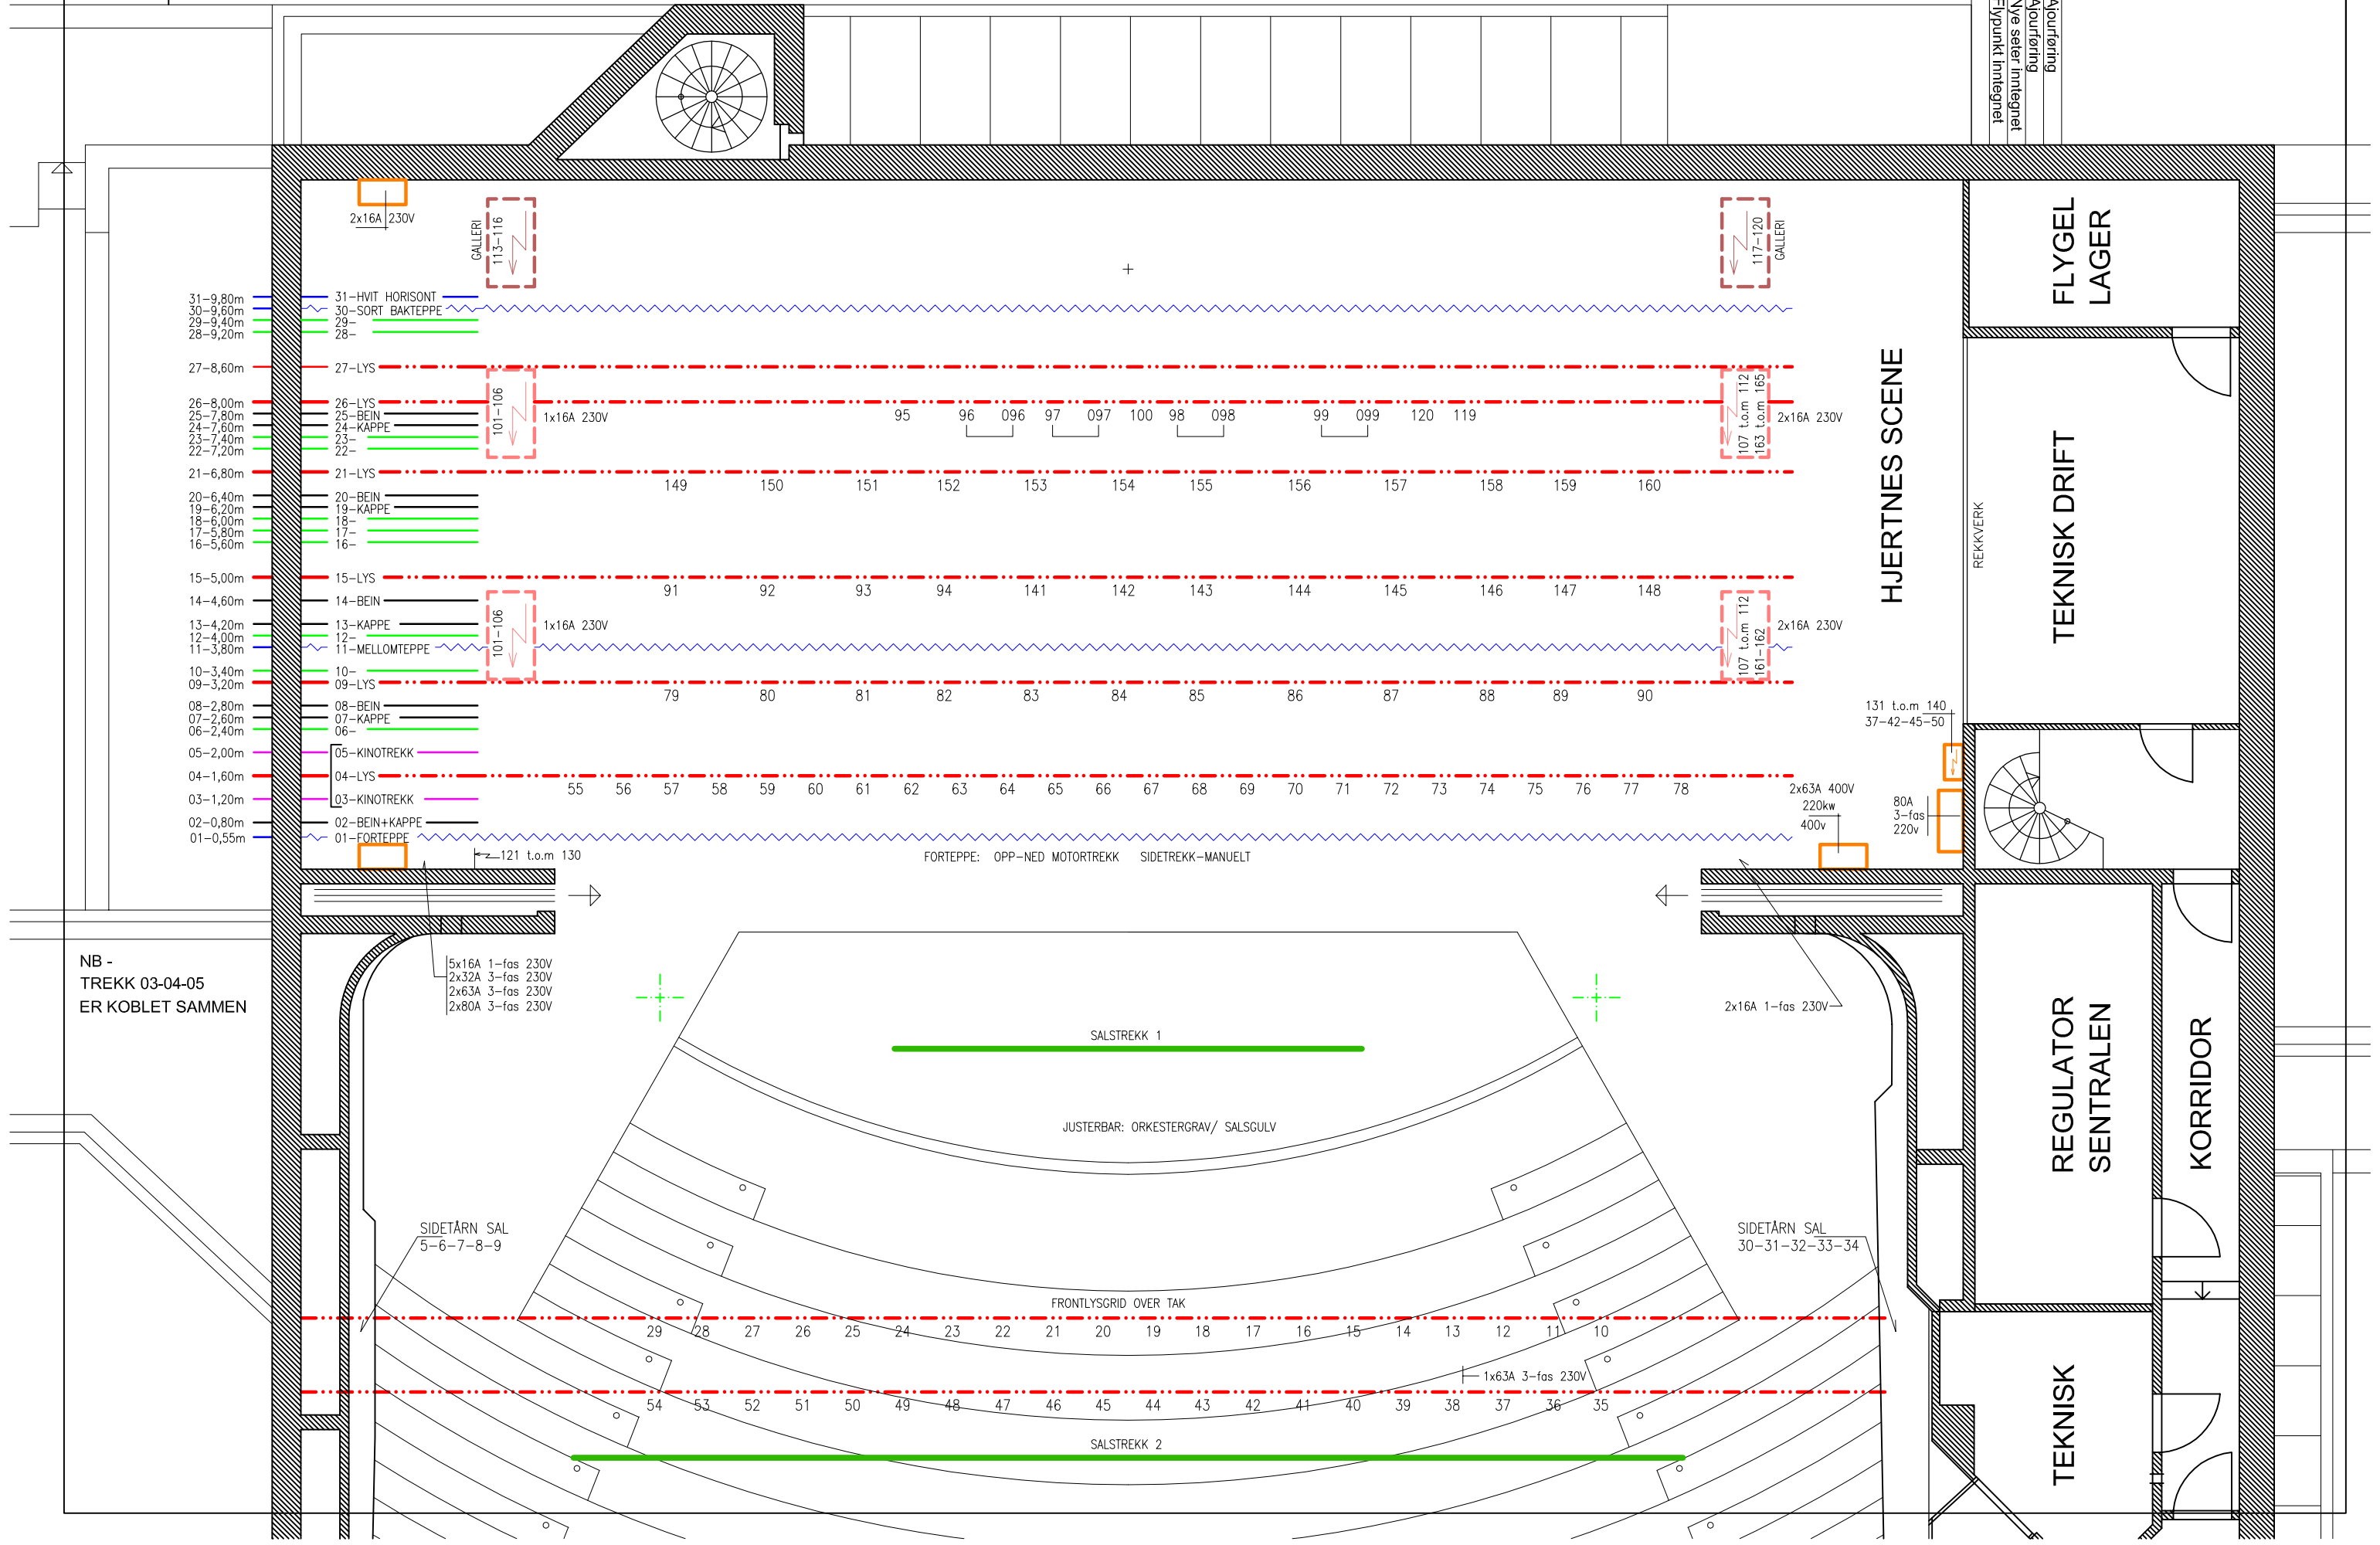 Ajourføring
Ajourføring
Nye seter inntegnet
Flypunkt inntegnet
2x16A 230V
GALLERI
113-116
117-120
GALLERI
FLYGEL
LAGER
31-9,80m 31-HVIT HORISONT
30-9,60m 30-SORT BAKTEPPE
29-9,40m 29-
28-9,20m 28-
27-8,60m 27-LYS
26-8,00m 26-LYS
25-7,80m 25-BEIN
24-7,60m 24-KAPPE
23-7,40m 23-
22-7,20m 22-
101-106
1x16A 230V
95 96 096 97 097 100 98 098 99 099 120 119
107 t.o.m 112
163 t.o.m 165
2x16A 230V
21-6,80m 21-LYS
149 150 151 152 153 154 155 156 157 158 159 160
20-6,40m 20-BEIN
19-6,20m 19-KAPPE
18-6,00m 18-
17-5,80m 17-
16-5,60m 16-
HJERTNES SCENE
REKKVERK
TEKNISK DRIFT
15-5,00m 15-LYS
91 92 93 94 141 142 143 144 145 146 147 148
14-4,60m 14-BEIN
13-4,20m 13-KAPPE
12-4,00m 12-
11-3,80m 11-MELLOMTEPPE
101-106
1x16A 230V
107 t.o.m 112
161-162
2x16A 230V
10-3,40m 10-
09-3,20m 09-LYS
79 80 81 82 83 84 85 86 87 88 89 90
08-2,80m 08-BEIN
07-2,60m 07-KAPPE
06-2,40m 06-
131 t.o.m 140
37-42-45-50
05-2,00m 05-KINOTREKK
04-1,60m 04-LYS
55 56 57 58 59 60 61 62 63 64 65 66 67 68 69 70 71 72 73 74 75 76 77 78
03-1,20m 03-KINOTREKK
02-0,80m 02-BEIN+KAPPE
01-0,55m 01-FORTEPPE
2x63A 400V
220kw
400v
80A
3-fas
220v
121 t.o.m 130
FORTEPPE: OPP-NED MOTORTREKK SIDETREKK-MANUELT
NB -
TREKK 03-04-05
ER KOBLET SAMMEN
5x16A 1-fas 230V
2x32A 3-fas 230V
2x63A 3-fas 230V
2x80A 3-fas 230V
2x16A 1-fas 230V
SALSTREKK 1
JUSTERBAR: ORKESTERGRAV/ SALSGULV
REGULATOR
SENTRALEN
KORRIDOR
SIDETÅRN SAL
5-6-7-8-9
SIDETÅRN SAL
30-31-32-33-34
FRONTLYSGRID OVER TAK
29 28 27 26 25 24 23 22 21 20 19 18 17 16 15 14 13 12 11 10
1x63A 3-fas 230V
54 53 52 51 50 49 48 47 46 45 44 43 42 41 40 39 38 37 36 35
SALSTREKK 2
TEKNISK